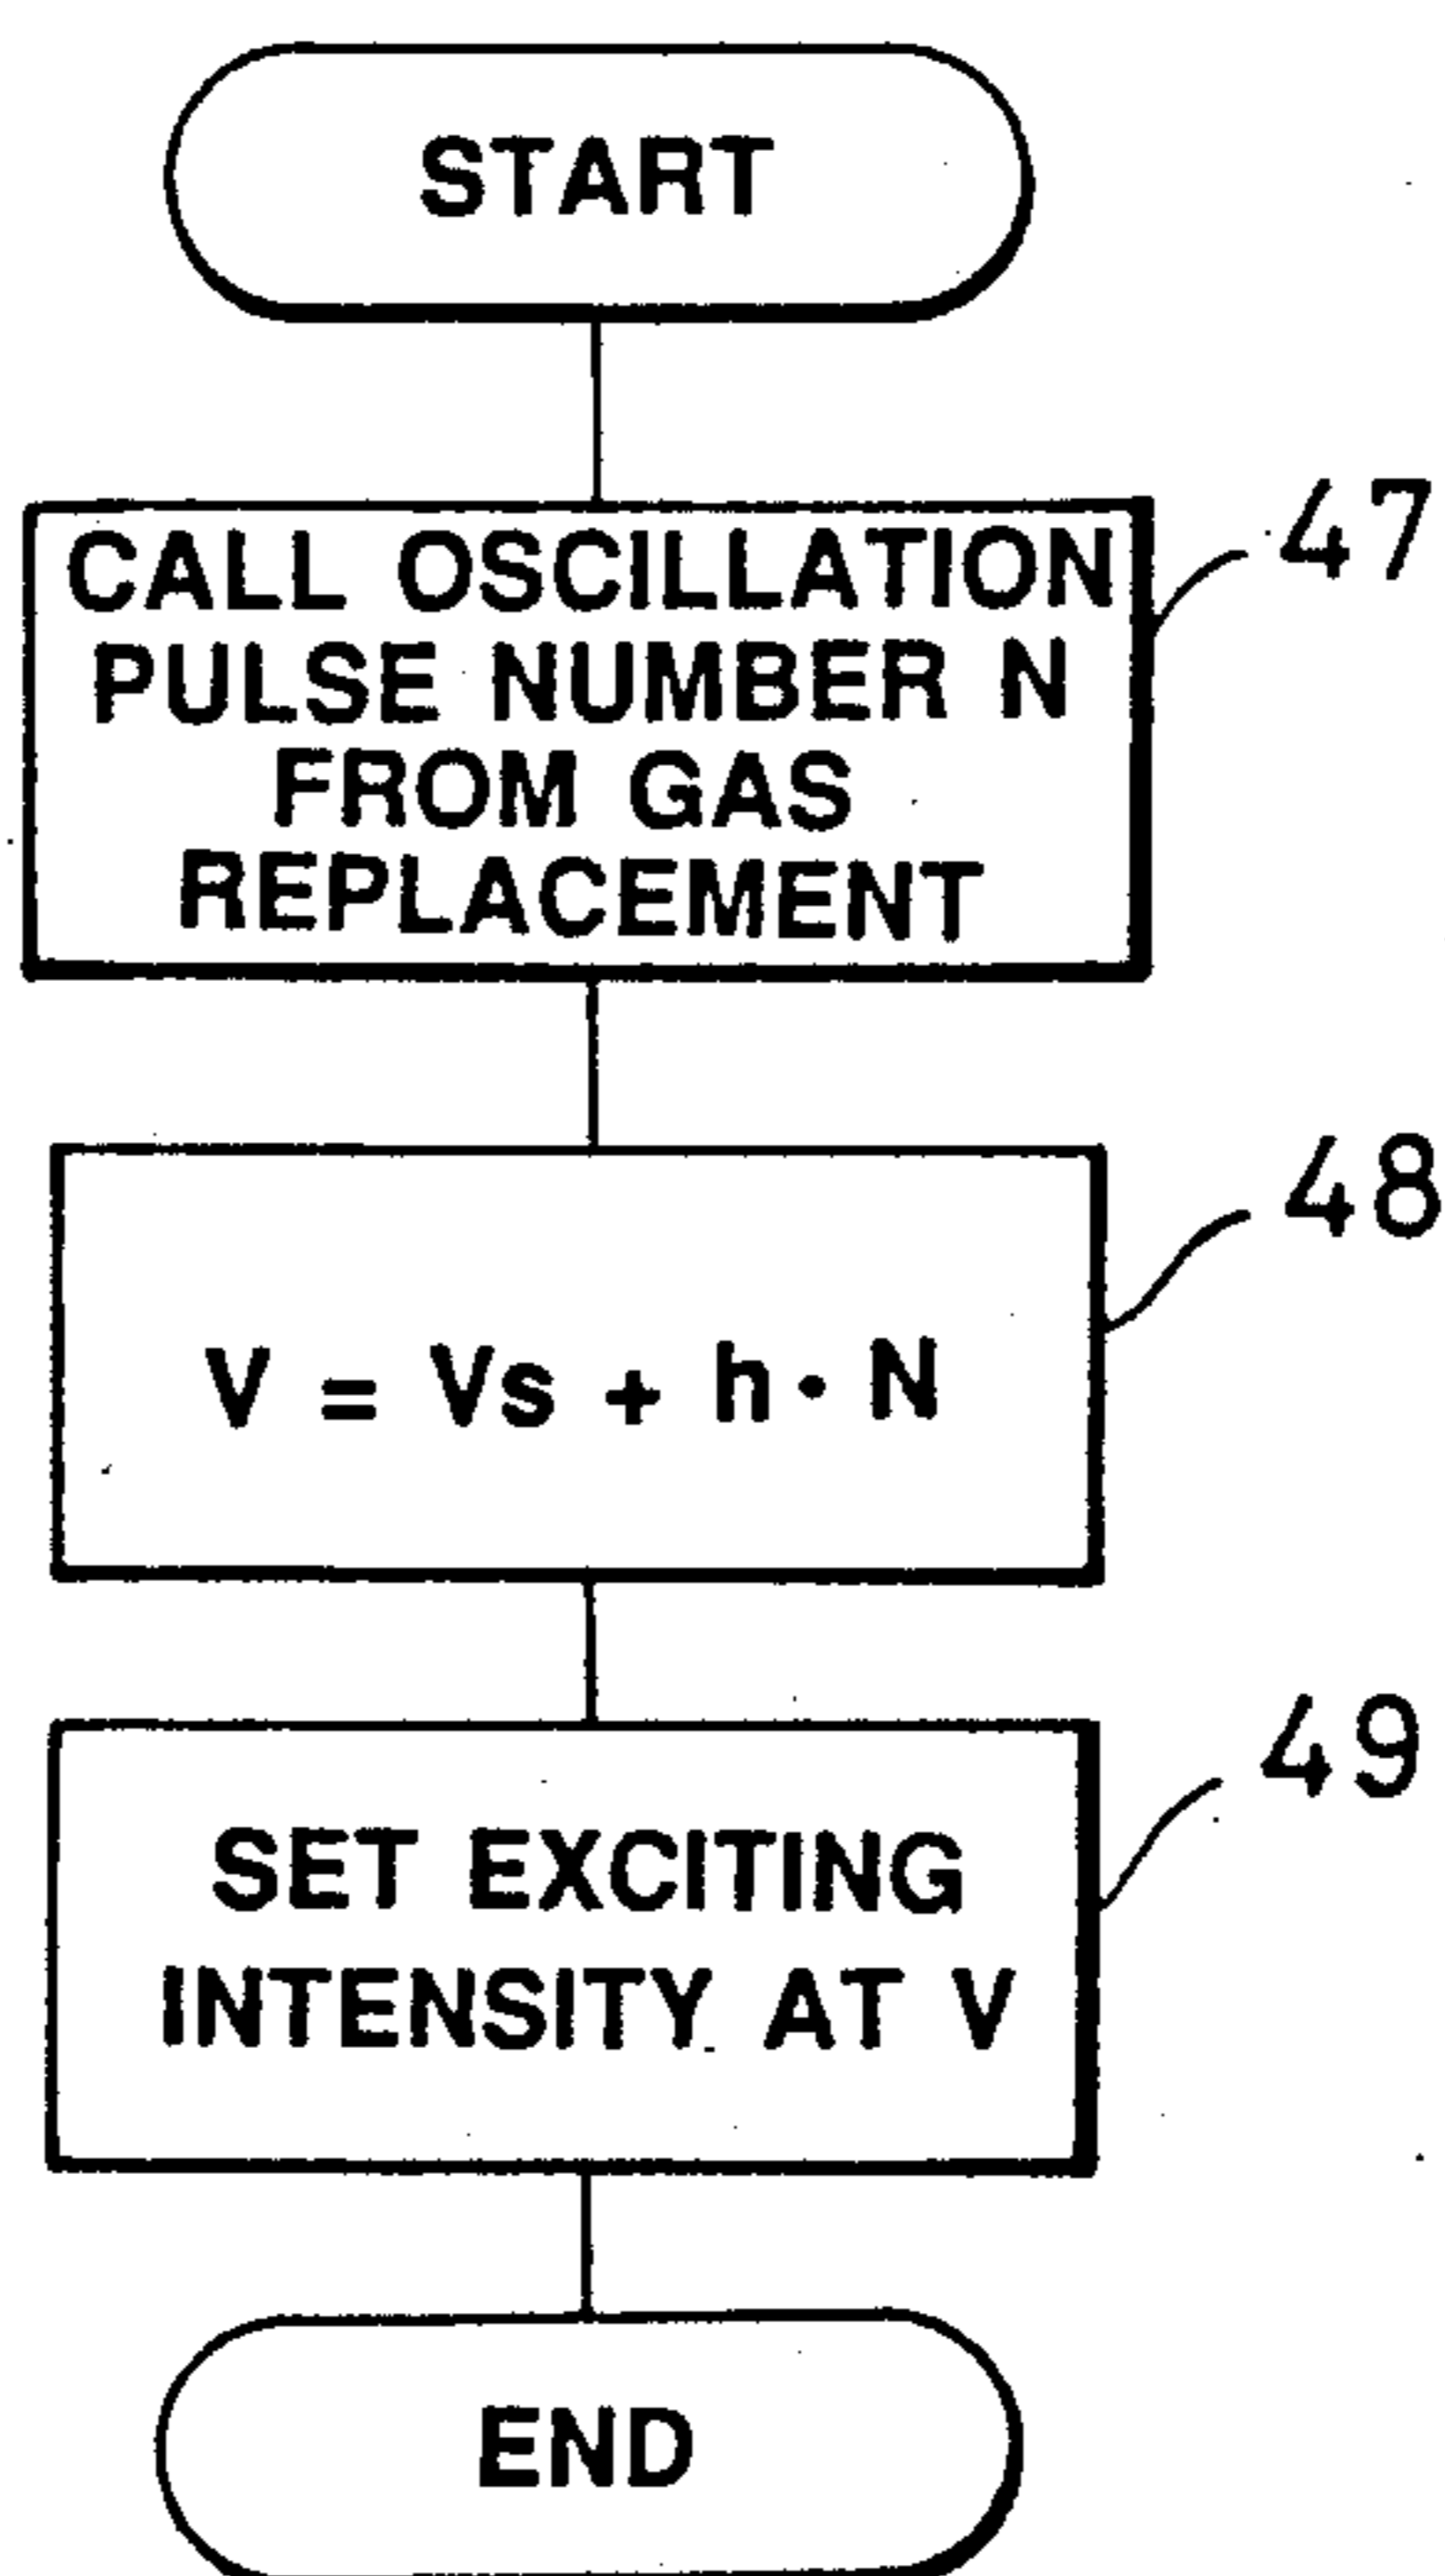 START
CALL OSCILLATION
PULSE NUMBER N
FROM GAS
REPLACEMENT
47
V = Vs + h · N
48
SET EXCITING
INTENSITY AT V
49
END